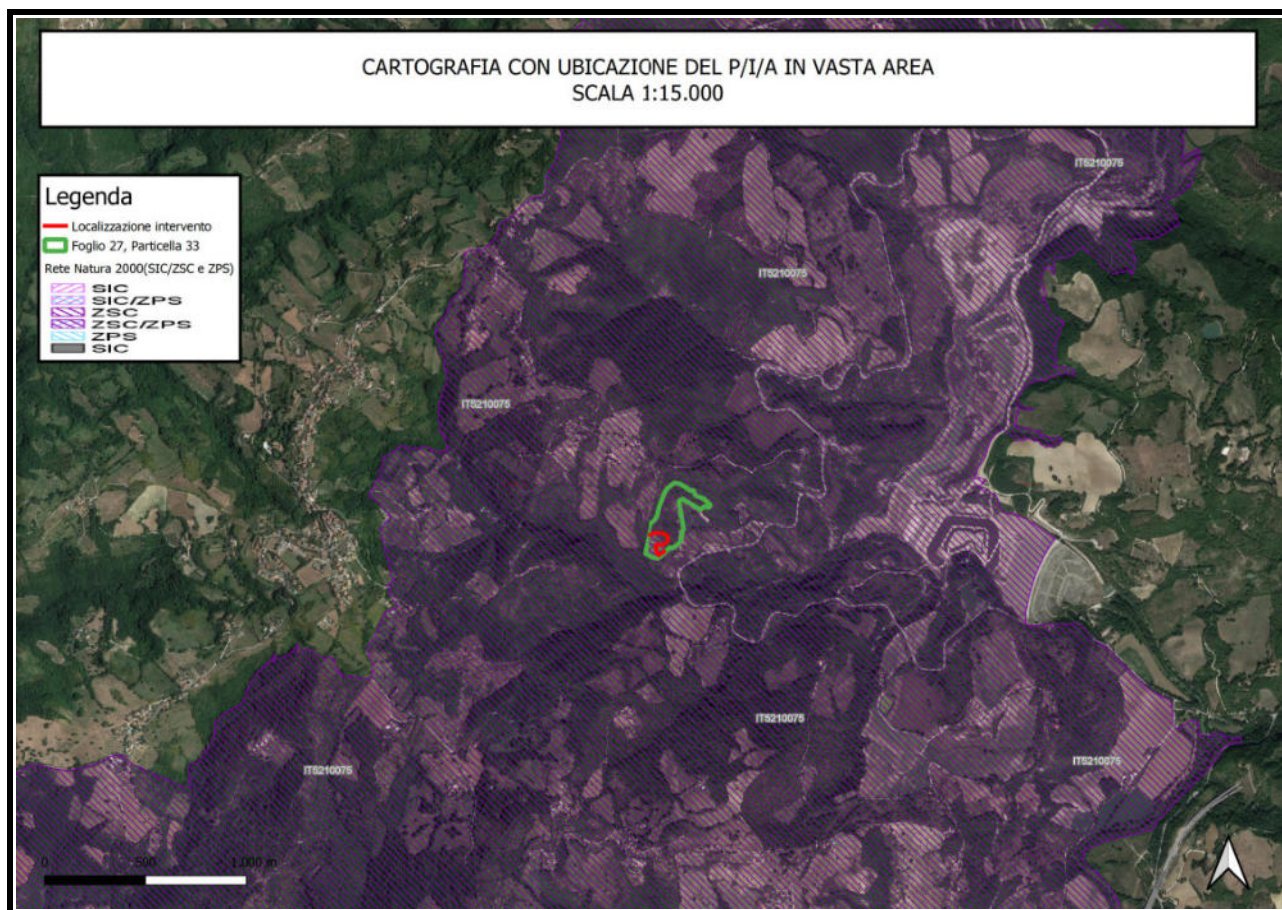 CARTOGRAFIA CON UBICAZIONE DEL P/I/A IN VASTA AREA
SCALA 1:15.000
IT5210075
Legenda
Localizzazione intervento
Foglio 27, Particella 33
Rete Natura 2000(SIC/ZSC e ZPS)
SIC
SIC/ZPS
ZSC
ZSC/ZPS
ZPS
SIC
IT5210075
IT5210075
IT5210075
IT5210075
IT5210075
0 500 1.000 m